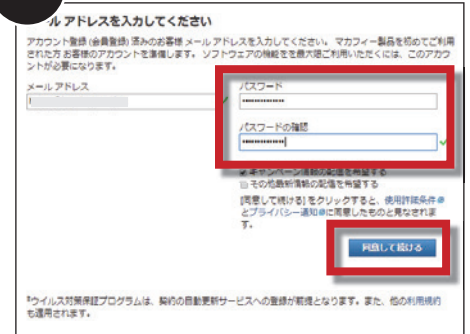 ル アドレスを入力してください
アカウント登録 (会員登録) 済みのお客様 メール アドレスを入力してください。 マカフィー製品を初めてご利用
された方 お客様のアカウントを準備します。 ソフトウェアの機能をを最大限ご利用いただくには、このアカウ
ントが必要になります。
メール アドレス
パスワード
パスワードの確認
キャンペーン情報の配信を希望する
その他最新情報の配信を希望する
[同意して続ける] をクリックすると、使用許諾条件
とプライバシー通知に同意したものと見なされま
す。
同意して続ける
*ウイルス対策保証プログラムは、契約の自動更新サービスへの登録が前提となります。また、他の利用規約
も適用されます。